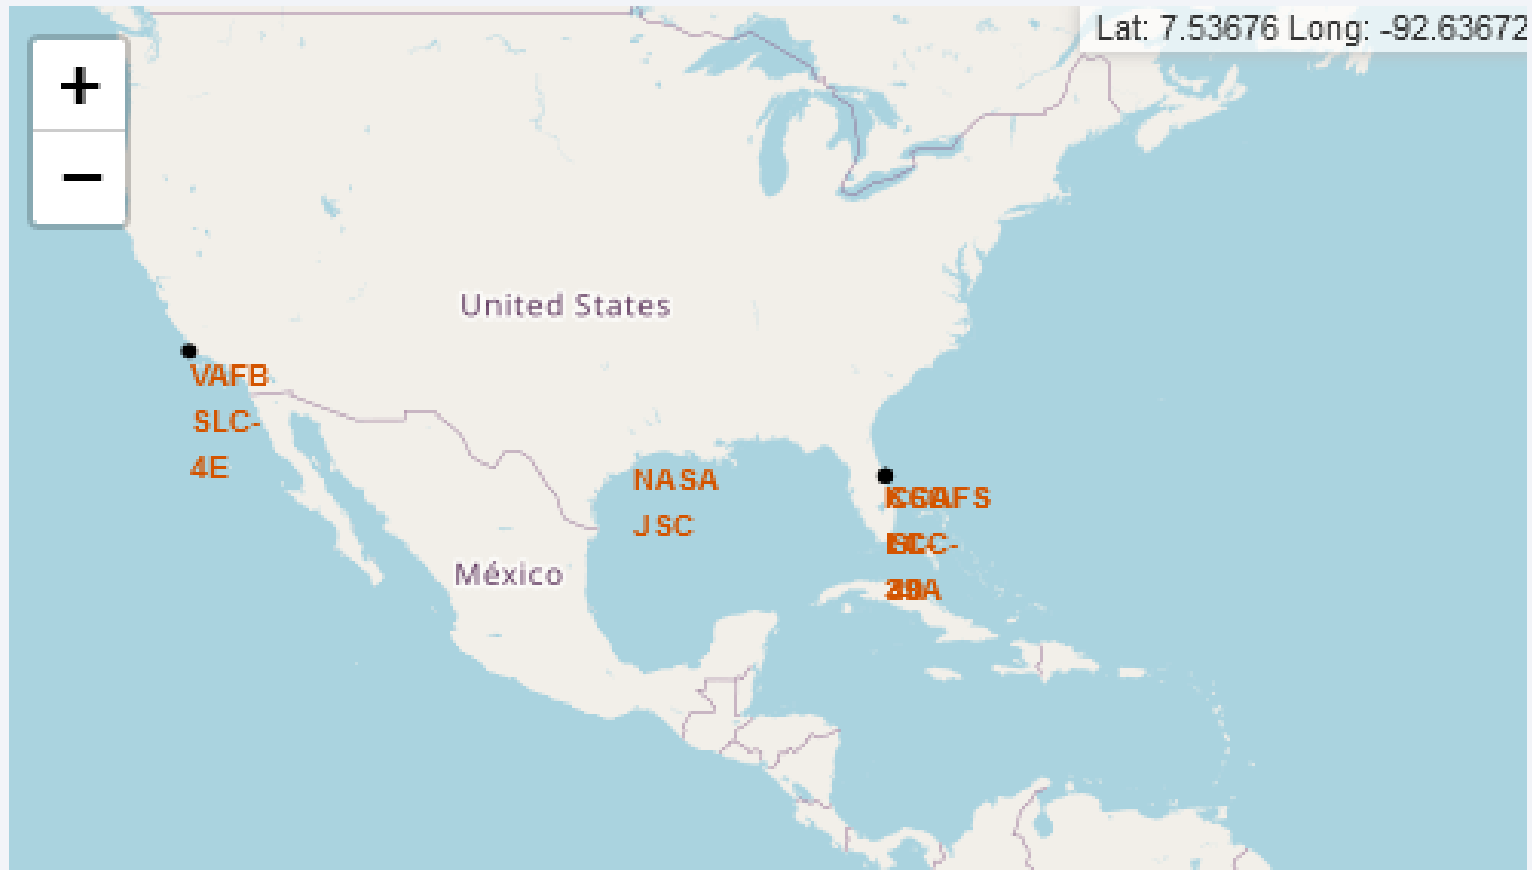 +
Lat: 7.53676 Long: -92.63672
−
United States
VAFB
SLC-
4E
NASA
JSC
México